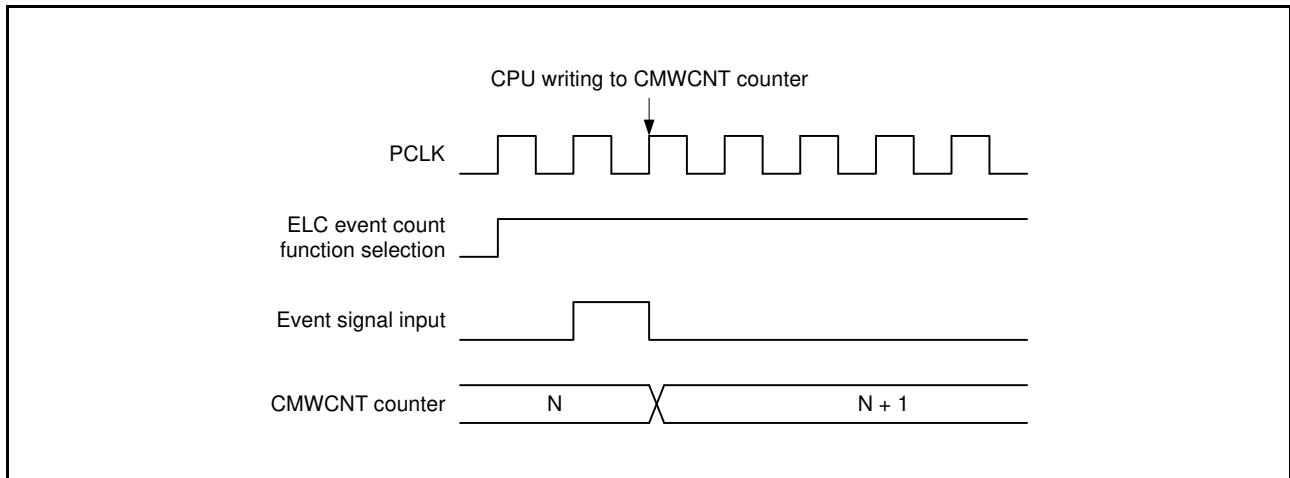 CPU writing to CMWCNT counter
PCLK
ELC event count
function selection
Event signal input
CMWCNT counter
N
N + 1